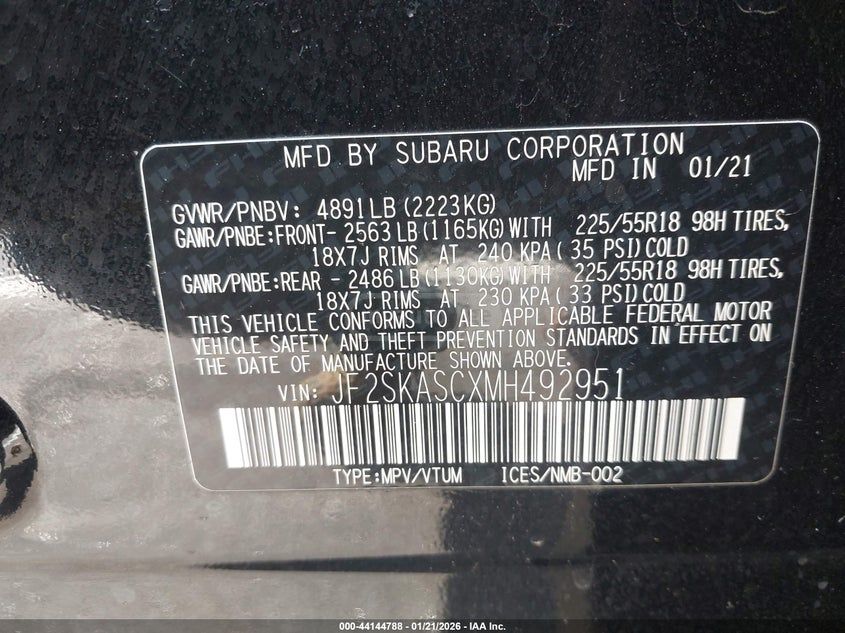 MFD BY SUBARU CORPORATION
MFD IN 01/21
GVWR/PNBV: 4891LB (2223KG)
GAWR/PNBE:FRONT- 2563 LB (1165KG) WITH 225/55R18 98H TIRES,
18X7J RIMS AT 240 KPA ( 35 PSI) COLD
GAWR/PNBE:REAR - 2486 LB (1130KG) WITH 225/55R18 98H TIRES,
18X7J RIMS AT 230 KPA ( 33 PSI) COLD
THIS VEHICLE CONFORMS TO ALL APPLICABLE FEDERAL MOTOR
VEHICLE SAFETY AND THEFT PREVENTION STANDARDS IN EFFECT ON
THE DATE OF MANUFACTURE SHOWN ABOVE.
VIN: JF2SKASCXMH492951
TYPE:MPV/VTUM ICES/NMB-002
000-44144788 - 01/21/2026 - IAA Inc.